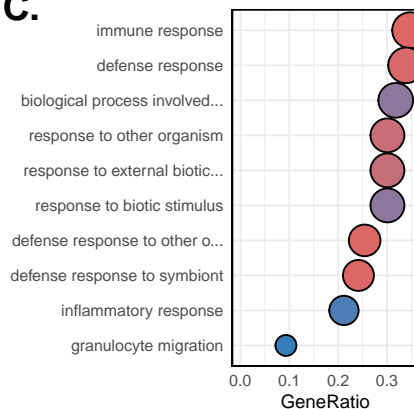 C.
immune response
defense response
biological process involved...
response to other organism
response to external biotic...
response to biotic stimulus
defense response to other o...
defense response to symbiont
inflammatory response
granulocyte migration
0.0 0.1 0.2 0.3
GeneRatio